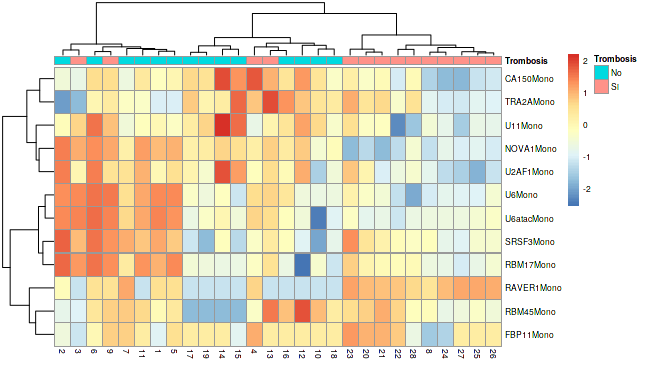 Trombosis
CA150Mono
TRA2AMono
U11Mono
NOVA1Mono
U2AF1Mono
U6Mono
U6atacMono
SRSF3Mono
RBM17Mono
RAVER1Mono
RBM45Mono
FBP11Mono
2 3 6 9 7 11 1 5 17 19 14 15 4 13 16 12 10 18 23 20 21 22 28 8 24 27 25 26
2
1
0
-1
-2
Trombosis
No
SI